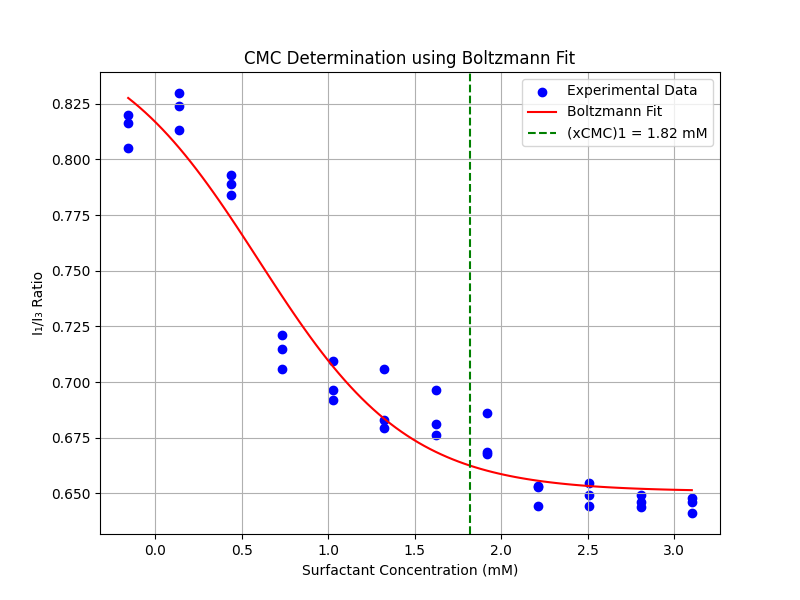 CMC Determination using Boltzmann Fit
Experimental Data
Boltzmann Fit
(xCMC)1 = 1.82 mM
I₁/I₃ Ratio
0.825
0.800
0.775
0.750
0.725
0.700
0.675
0.650
0.0 0.5 1.0 1.5 2.0 2.5 3.0
Surfactant Concentration (mM)